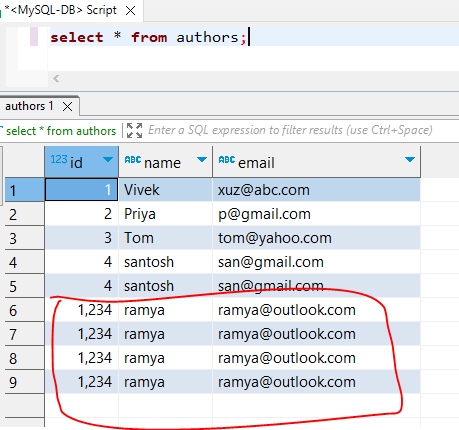 *<MySQL-DB> Script
select * from authors;
authors 1
select * from authors Enter a SQL expression to filter results (use Ctrl+Space)
123 id ABC name ABC email
1 1 Vivek xuz@abc.com
2 2 Priya p@gmail.com
3 3 Tom tom@yahoo.com
4 4 santosh san@gmail.com
5 4 santosh san@gmail.com
6 1,234 ramya ramya@outlook.com
7 1,234 ramya ramya@outlook.com
8 1,234 ramya ramya@outlook.com
9 1,234 ramya ramya@outlook.com